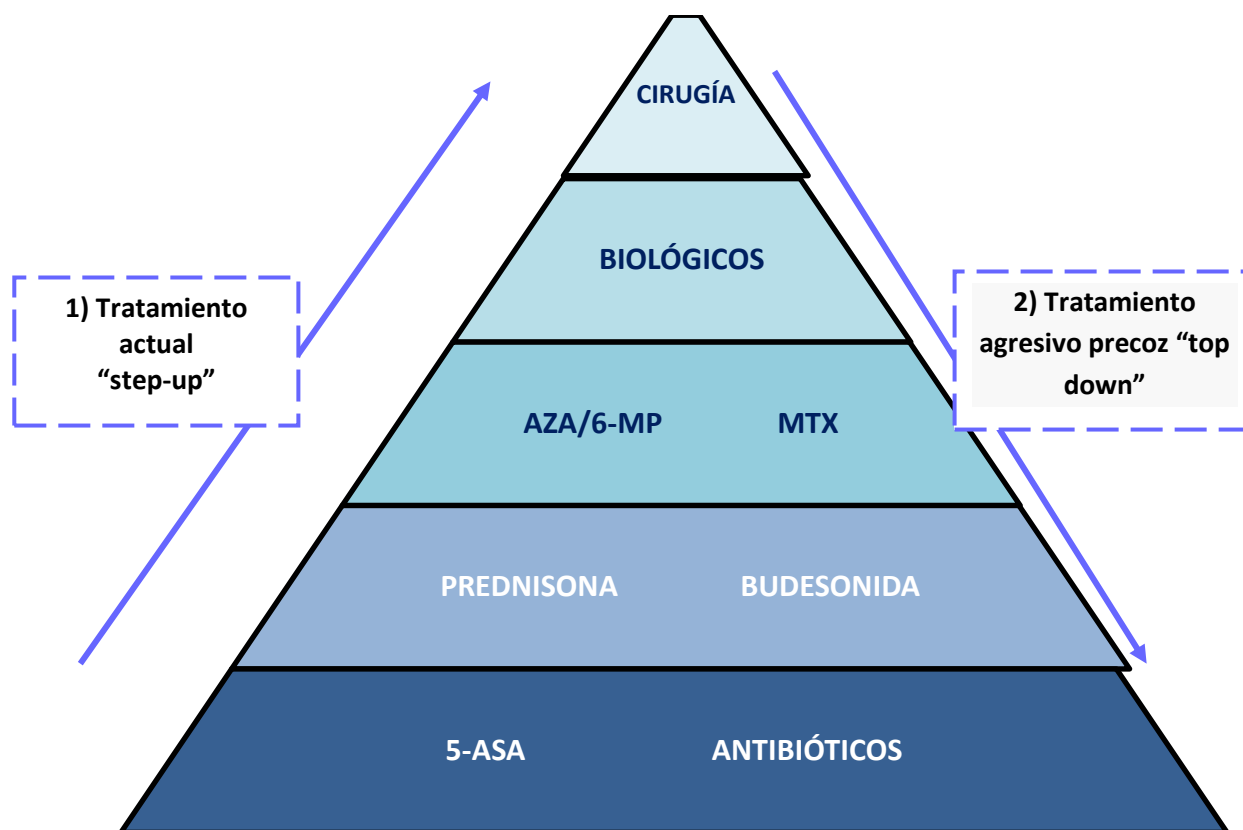 CIRUGÍA
BIOLÓGICOS
1) Tratamiento
actual
“step-up”
2) Tratamiento
agresivo precoz “top
down”
AZA/6-MP MTX
PREDNISONA BUDESONIDA
5-ASA ANTIBIÓTICOS